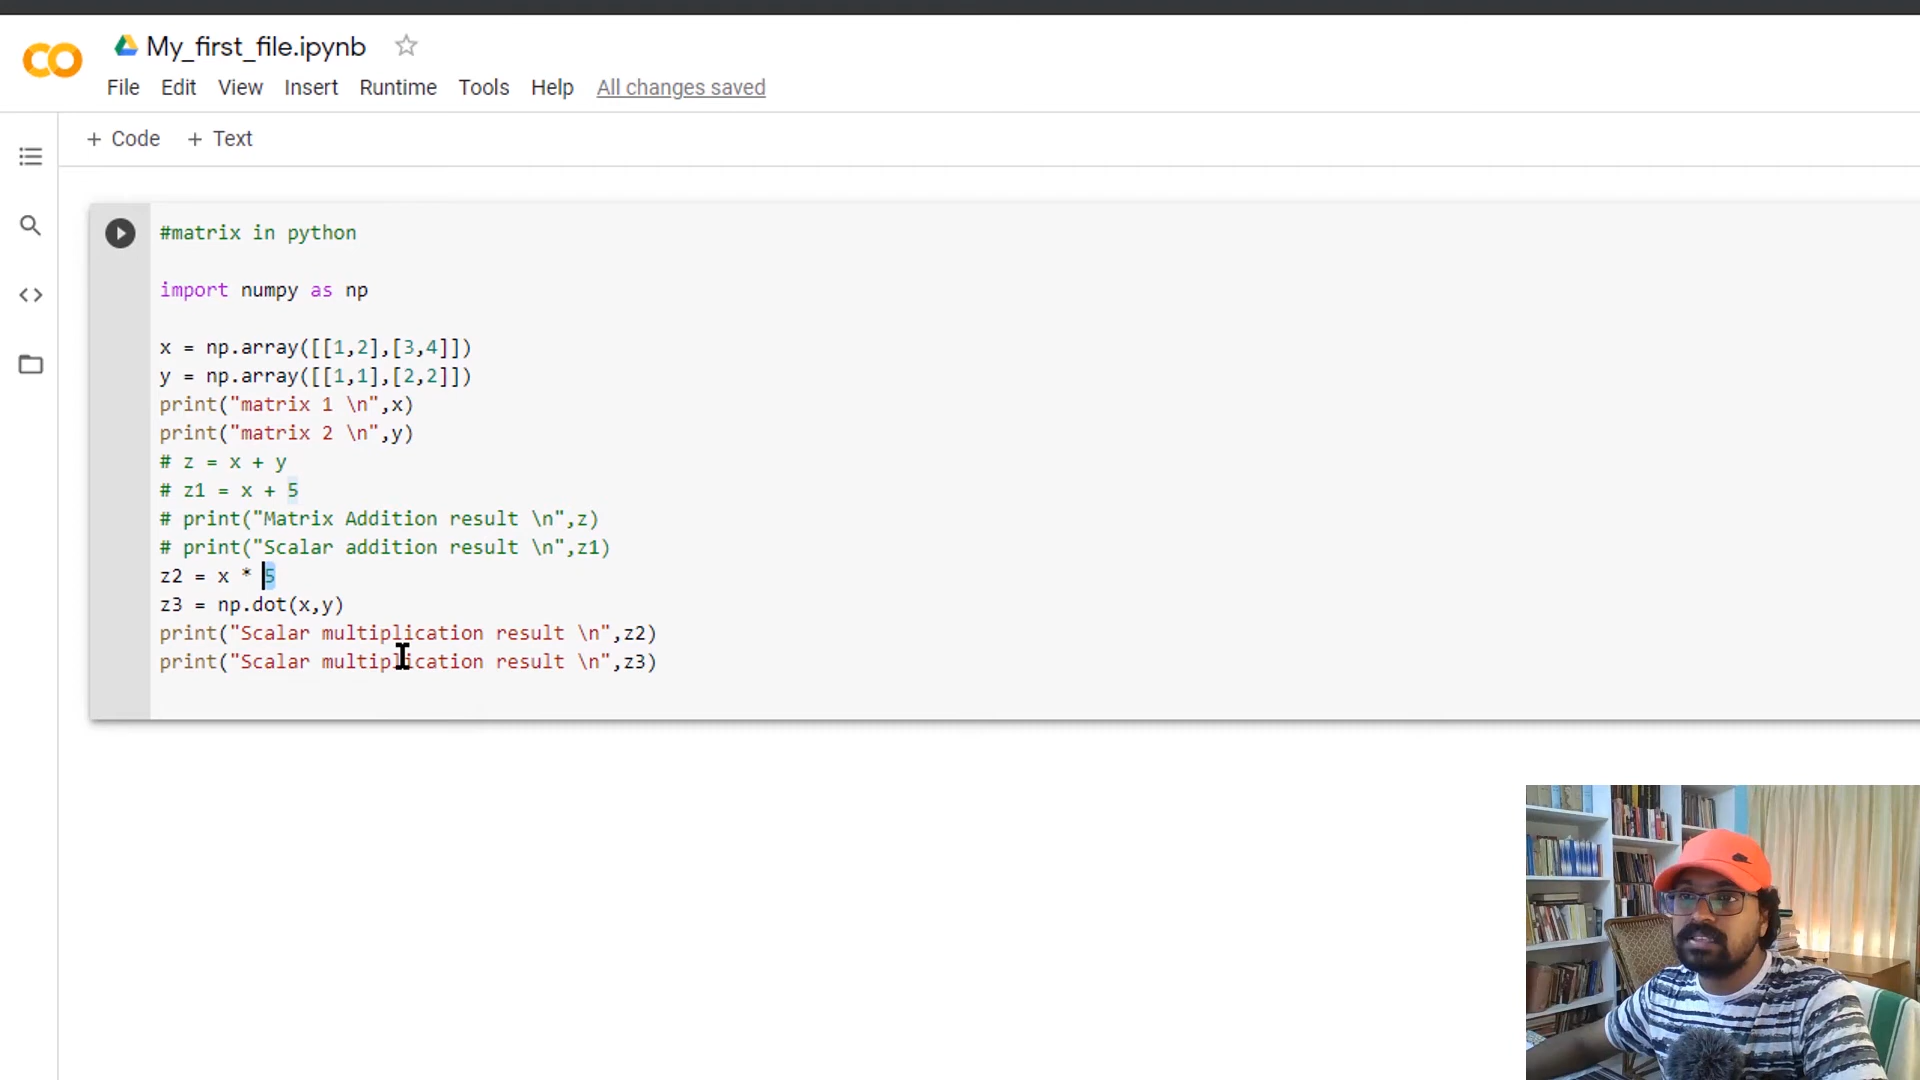 My_first_file.ipynb
File Edit View Insert Runtime Tools Help All changes saved
+ Code + Text
#matrix in python
import numpy as np
x = np.array([[1,2],[3,4]])
y = np.array([[1,1],[2,2]])
print("matrix 1 \n",x)
print("matrix 2 \n",y)
# z = x + y
# z1 = x + 5
# print("Matrix Addition result \n",z)
# print("Scalar addition result \n",z1)
z2 = x * 5
z3 = np.dot(x,y)
print("Scalar multiplication result \n",z2)
print("Scalar multiplication result \n",z3)